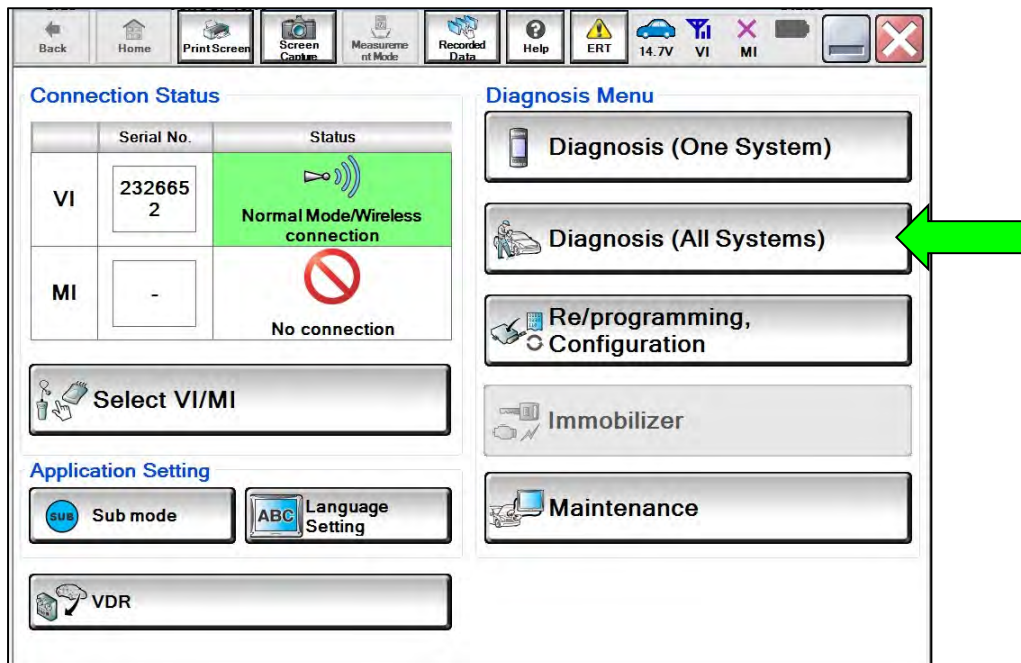 Back
Home
Print Screen
Screen
Capture
Measureme
nt Mode
Recorded
Data
Help
ERT
14.7V
VI
MI
Connection Status
Serial No.
Status
VI
232665
2
Normal Mode/Wireless
connection
MI
-
No connection
Select VI/MI
Application Setting
SUB
Sub mode
ABC
Language
Setting
VDR
Diagnosis Menu
Diagnosis (One System)
Diagnosis (All Systems)
Re/programming,
Configuration
Immobilizer
Maintenance